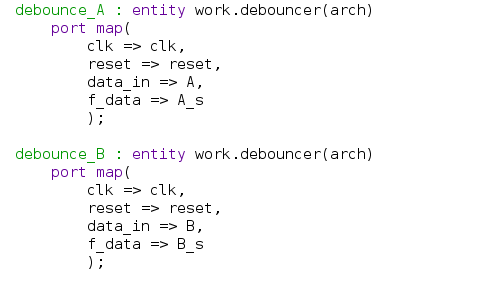 debounce_A : entity work.debouncer(arch)
    port map(
        clk => clk,
        reset => reset,
        data_in => A,
        f_data => A_s
        );

debounce_B : entity work.debouncer(arch)
    port map(
        clk => clk,
        reset => reset,
        data_in => B,
        f_data => B_s
        );